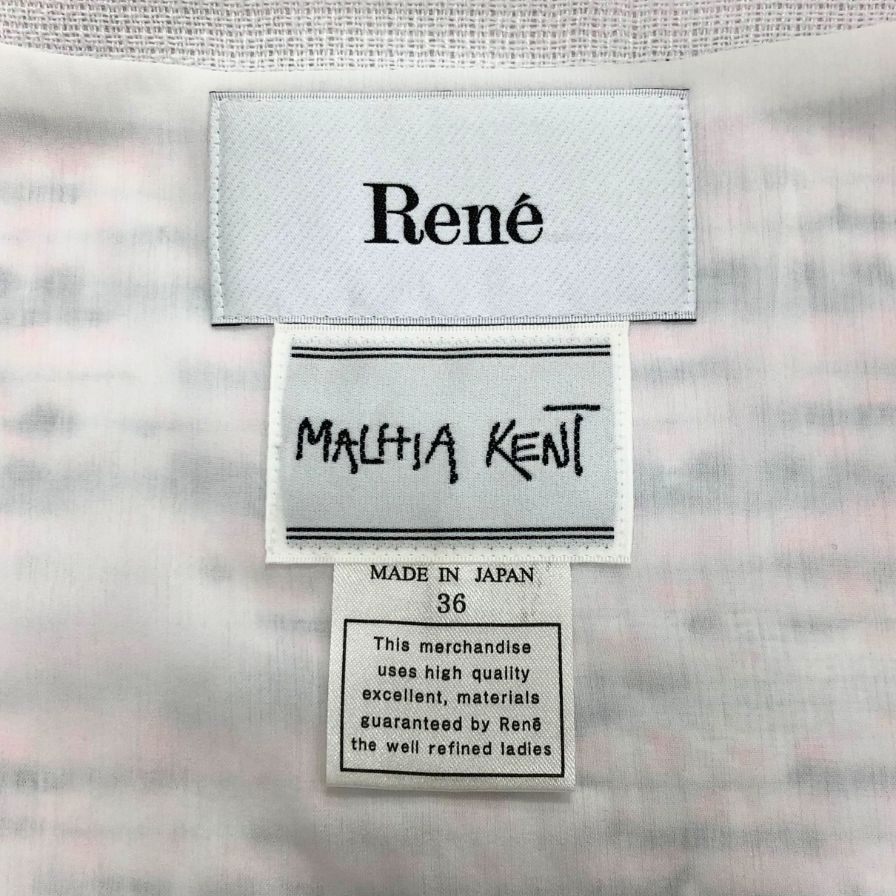 René
MALHIA KENT
MADE IN JAPAN
36
This merchandise
uses high quality
excellent, materials
guaranteed by René
the well refined ladies